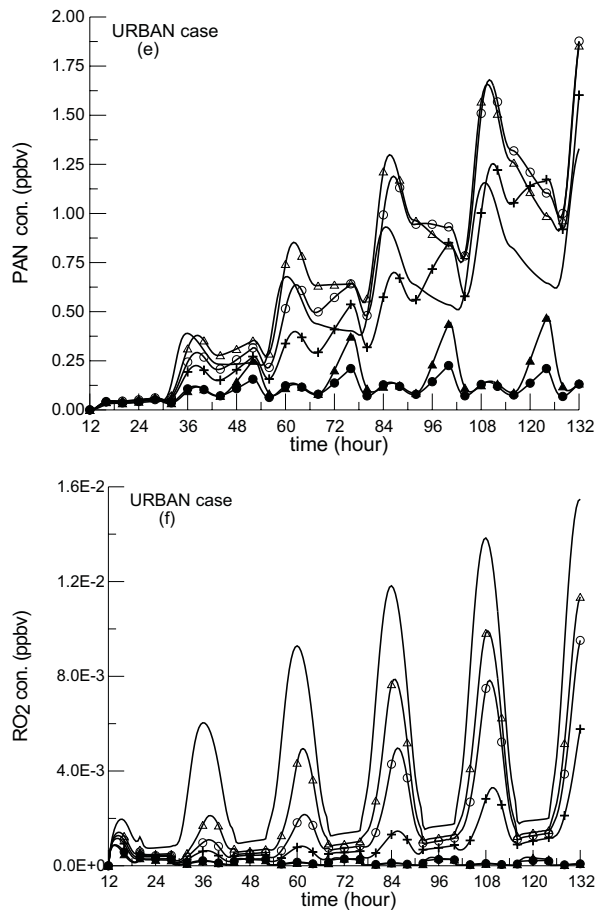 2.00
URBAN case
(e)
1.75
1.50
1.25
1.00
0.75
0.50
0.25
0.00
PAN con. (ppbv)
12 24 36 48 60 72 84 96 108 120 132
time (hour)
1.6E-2
URBAN case
(f)
1.2E-2
8.0E-3
4.0E-3
0.0E+0
RO2 con. (ppbv)
12 24 36 48 60 72 84 96 108 120 132
time (hour)